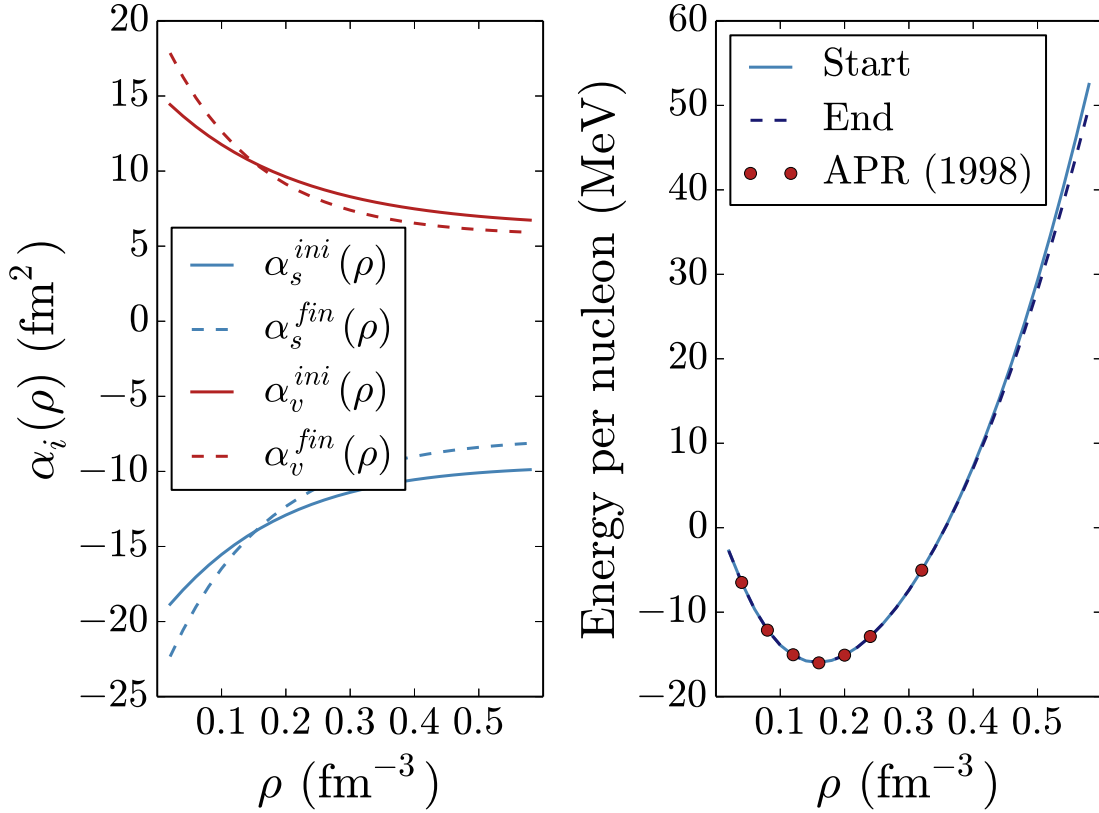 20
15
10
5
0
−5
−10
−15
−20
−25
0.1 0.2 0.3 0.4 0.5
α_i(ρ) (fm²)
ρ (fm⁻³)
α_s^{ini}(ρ)
α_s^{fin}(ρ)
α_v^{ini}(ρ)
α_v^{fin}(ρ)
60
50
40
30
20
10
0
−10
−20
0.1 0.2 0.3 0.4 0.5
Energy per nucleon (MeV)
ρ (fm⁻³)
Start
End
APR (1998)